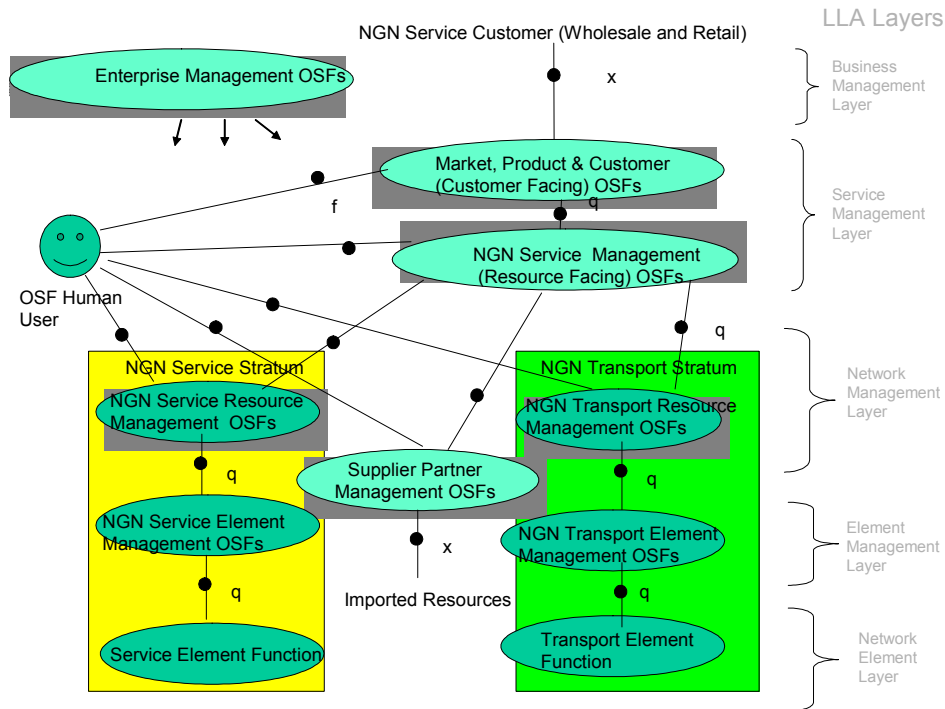 LLA Layers
NGN Service Customer (Wholesale and Retail)
Enterprise Management OSFs
x
Business
Management
Layer
Market, Product & Customer
(Customer Facing) OSFs
f
q
Service
Management
Layer
NGN Service  Management
(Resource Facing) OSFs
OSF Human
User
q
NGN Service Stratum
NGN Transport Stratum
Network
Management
Layer
NGN Service Resource
Management  OSFs
NGN Transport Resource
Management OSFs
q
Supplier Partner
Management OSFs
q
NGN Service Element
Management OSFs
NGN Transport Element
Management OSFs
Element
Management
Layer
x
q
q
Imported Resources
Service Element Function
Transport Element
Function
Network
Element
Layer